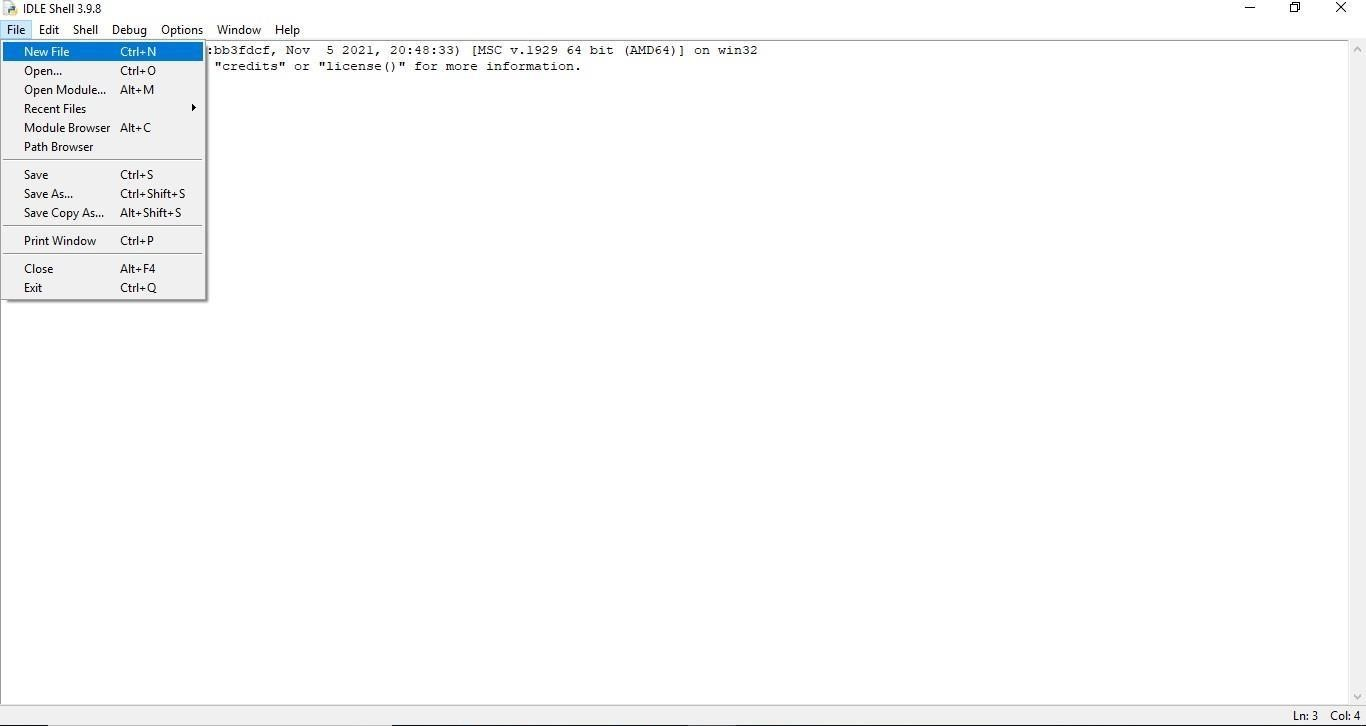 IDLE Shell 3.9.8
File Edit Shell Debug Options Window Help
New File Ctrl+N
:bb3fdcf, Nov  5 2021, 20:48:33) [MSC v.1929 64 bit (AMD64)] on win32
Open... Ctrl+O
"credits" or "license()" for more information.
Open Module... Alt+M
Recent Files
Module Browser Alt+C
Path Browser
Save Ctrl+S
Save As... Ctrl+Shift+S
Save Copy As... Alt+Shift+S
Print Window Ctrl+P
Close Alt+F4
Exit Ctrl+Q
Ln: 3 Col: 4